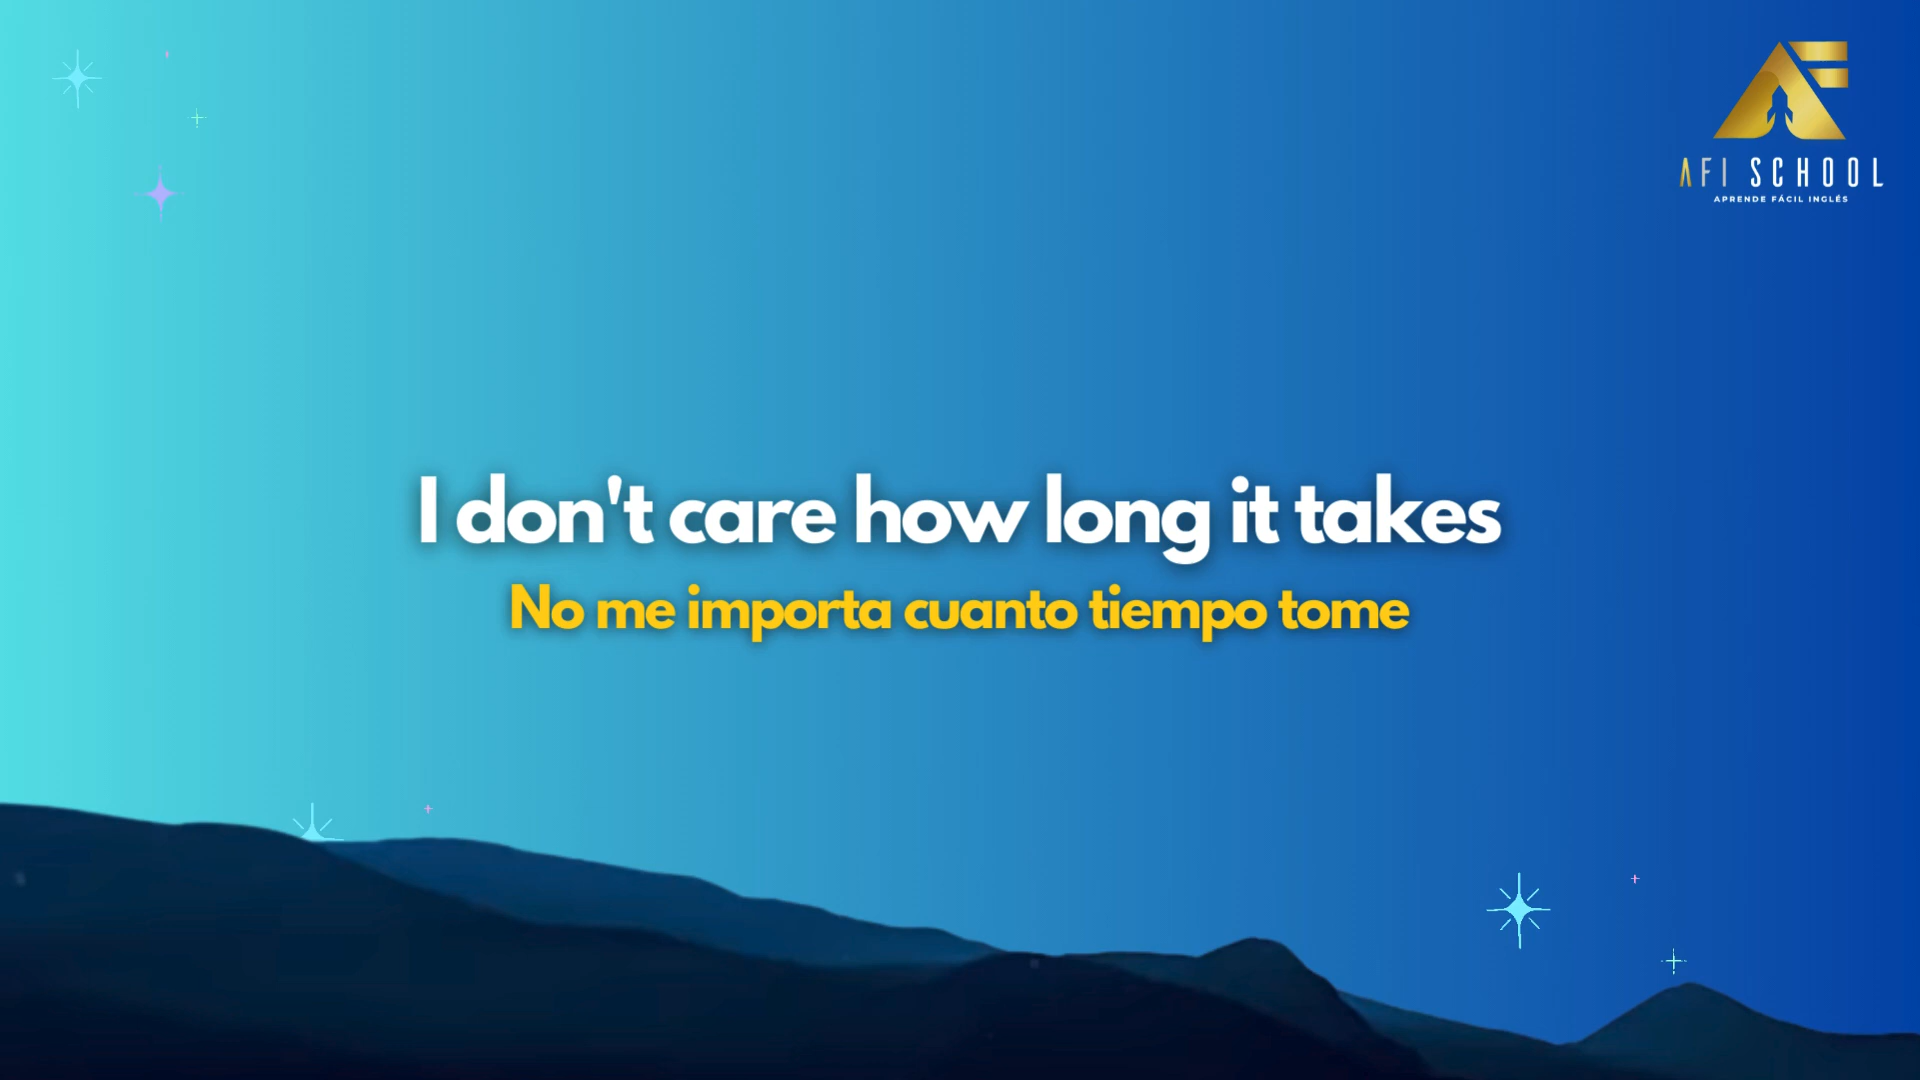 AFI SCHOOL
APRENDE FÁCIL INGLÉS
I don't care how long it takes
No me importa cuanto tiempo tome